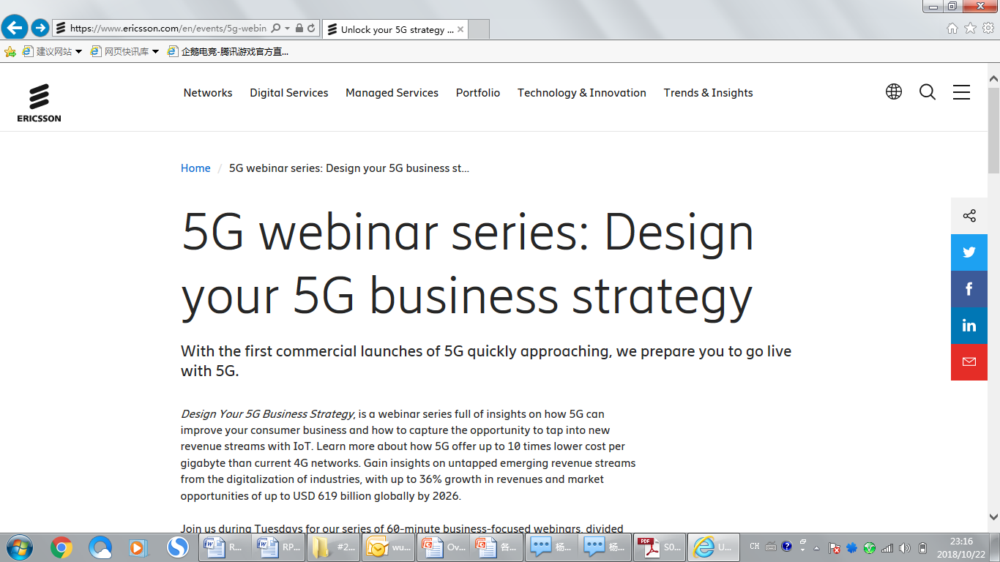 https://www.ericsson.com/en/events/5g-webin
Unlock your 5G strategy ...
建议网站
网页快讯库
企鹅电竞-腾讯游戏官方直...
ERICSSON
Networks
Digital Services
Managed Services
Portfolio
Technology & Innovation
Trends & Insights
Home / 5G webinar series: Design your 5G business st...
5G webinar series: Design
your 5G business strategy
With the first commercial launches of 5G quickly approaching, we prepare you to go live
with 5G.
Design Your 5G Business Strategy, is a webinar series full of insights on how 5G can
improve your consumer business and how to capture the opportunity to tap into new
revenue streams with IoT. Learn more about how 5G offer up to 10 times lower cost per
gigabyte than current 4G networks. Gain insights on untapped emerging revenue streams
from the digitalization of industries, with up to 36% growth in revenues and market
opportunities of up to USD 619 billion globally by 2026.
Join us during Tuesdays for our series of 60-minute business-focused webinars, divided
R...
RP...
#2...
wu...
Ov...
各...
杨...
杨...
PDF
S0...
U...
CH
23:16
2018/10/22